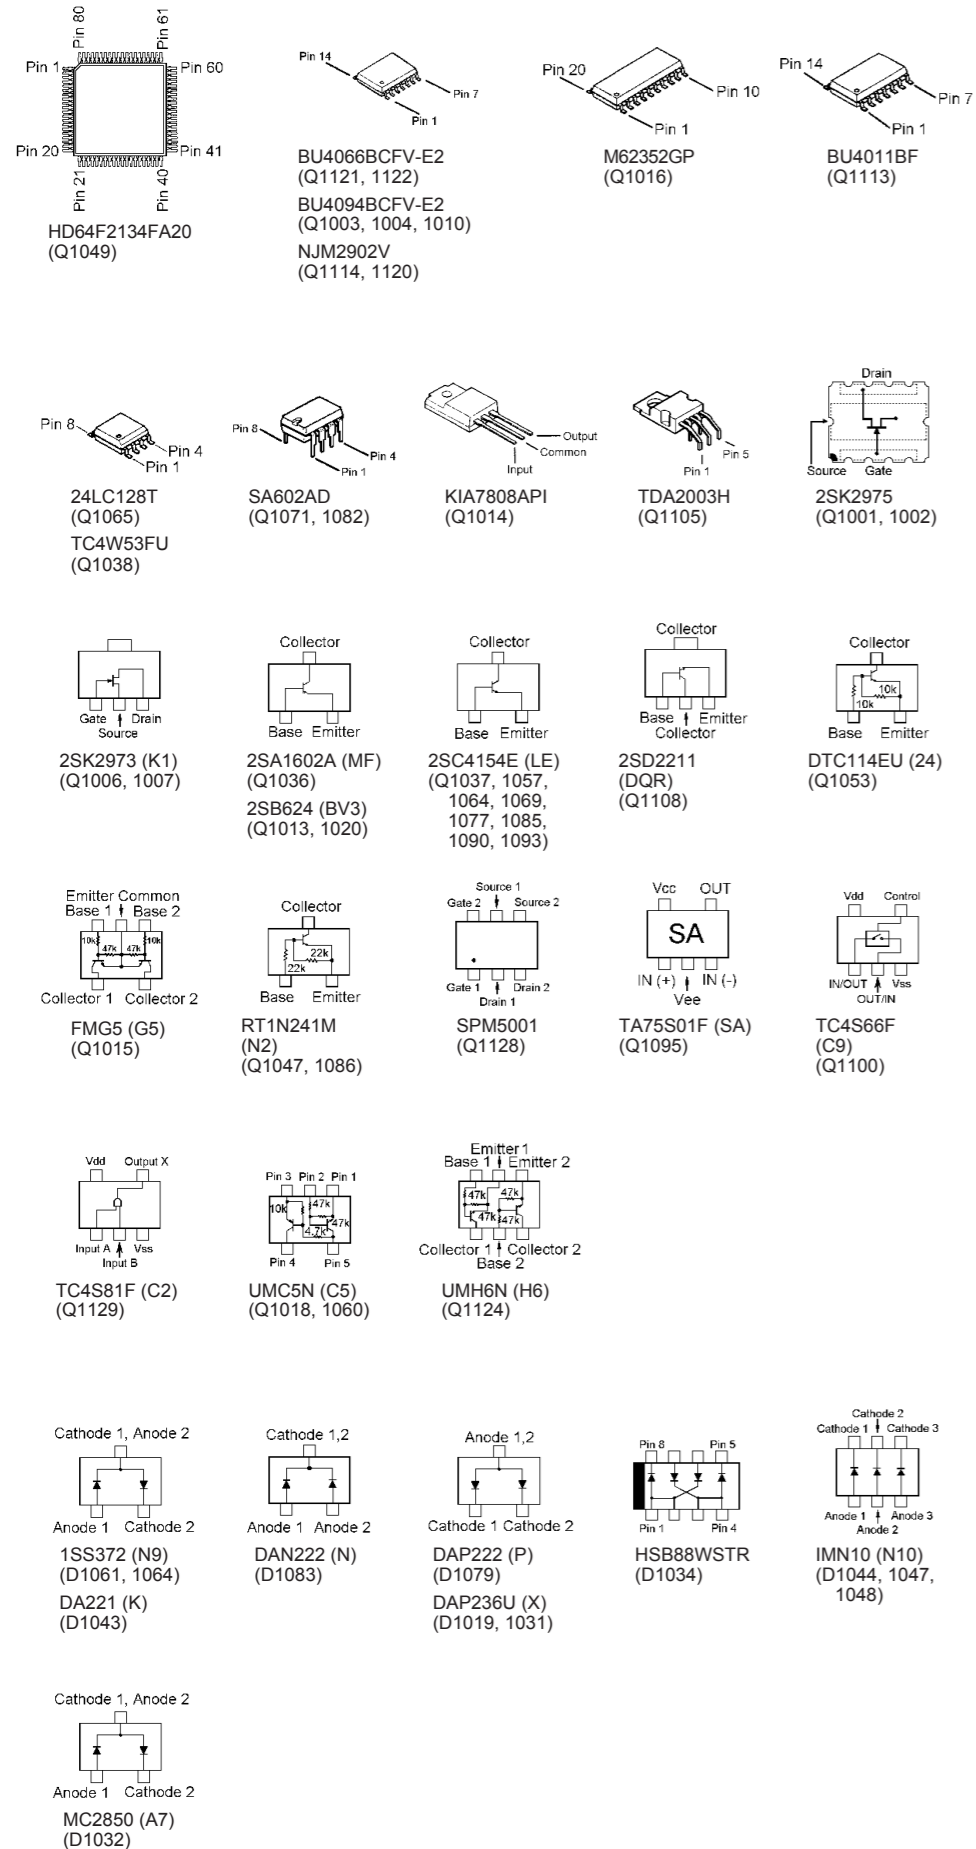 Pin 80
Pin 61
Pin 1
Pin 60
Pin 20
Pin 41
Pin 21
Pin 40
HD64F2134FA20
(Q1049)
Pin 14
Pin 7
Pin 1
BU4066BCFV-E2
(Q1121, 1122)
BU4094BCFV-E2
(Q1003, 1004, 1010)
NJM2902V
(Q1114, 1120)
Pin 20
Pin 10
Pin 1
M62352GP
(Q1016)
Pin 14
Pin 7
Pin 1
BU4011BF
(Q1113)
Pin 8
Pin 4
Pin 1
24LC128T
(Q1065)
TC4W53FU
(Q1038)
Pin 8
Pin 4
Pin 1
SA602AD
(Q1071, 1082)
Output
Common
Input
KIA7808API
(Q1014)
Pin 5
Pin 1
TDA2003H
(Q1105)
Drain
Source
Gate
2SK2975
(Q1001, 1002)
Gate
Drain
Source
2SK2973 (K1)
(Q1006, 1007)
Collector
Base
Emitter
2SA1602A (MF)
(Q1036)
2SB624 (BV3)
(Q1013, 1020)
Collector
Base
Emitter
2SC4154E (LE)
(Q1037, 1057,
1064, 1069,
1077, 1085,
1090, 1093)
Collector
Base
Emitter
Collector
2SD2211
(DQR)
(Q1108)
Collector
10k
10k
Base
Emitter
DTC114EU (24)
(Q1053)
Emitter Common
Base 1
Base 2
10k
10k
47k
47k
Collector 1
Collector 2
FMG5 (G5)
(Q1015)
Collector
22k
22k
Base
Emitter
RT1N241M
(N2)
(Q1047, 1086)
Source 1
Gate 2
Source 2
Gate 1
Drain 2
Drain 1
SPM5001
(Q1128)
Vcc
OUT
SA
IN (+)
IN (-)
Vee
TA75S01F (SA)
(Q1095)
Vdd
Control
IN/OUT
Vss
OUT/IN
TC4S66F
(C9)
(Q1100)
Vdd
Output X
Input A
Vss
Input B
TC4S81F (C2)
(Q1129)
Pin 3
Pin 2
Pin 1
47k
10k
47k
4.7k
Pin 4
Pin 5
UMC5N (C5)
(Q1018, 1060)
Emitter 1
Base 1
Emitter 2
47k
47k
47k
47k
Collector 1
Collector 2
Base 2
UMH6N (H6)
(Q1124)
Cathode 1, Anode 2
Anode 1
Cathode 2
1SS372 (N9)
(D1061, 1064)
DA221 (K)
(D1043)
Cathode 1,2
Anode 1
Anode 2
DAN222 (N)
(D1083)
Anode 1,2
Cathode 1
Cathode 2
DAP222 (P)
(D1079)
DAP236U (X)
(D1019, 1031)
Pin 8
Pin 5
Pin 1
Pin 4
HSB88WSTR
(D1034)
Cathode 2
Cathode 1
Cathode 3
Anode 1
Anode 3
Anode 2
IMN10 (N10)
(D1044, 1047,
1048)
Cathode 1, Anode 2
Anode 1
Cathode 2
MC2850 (A7)
(D1032)